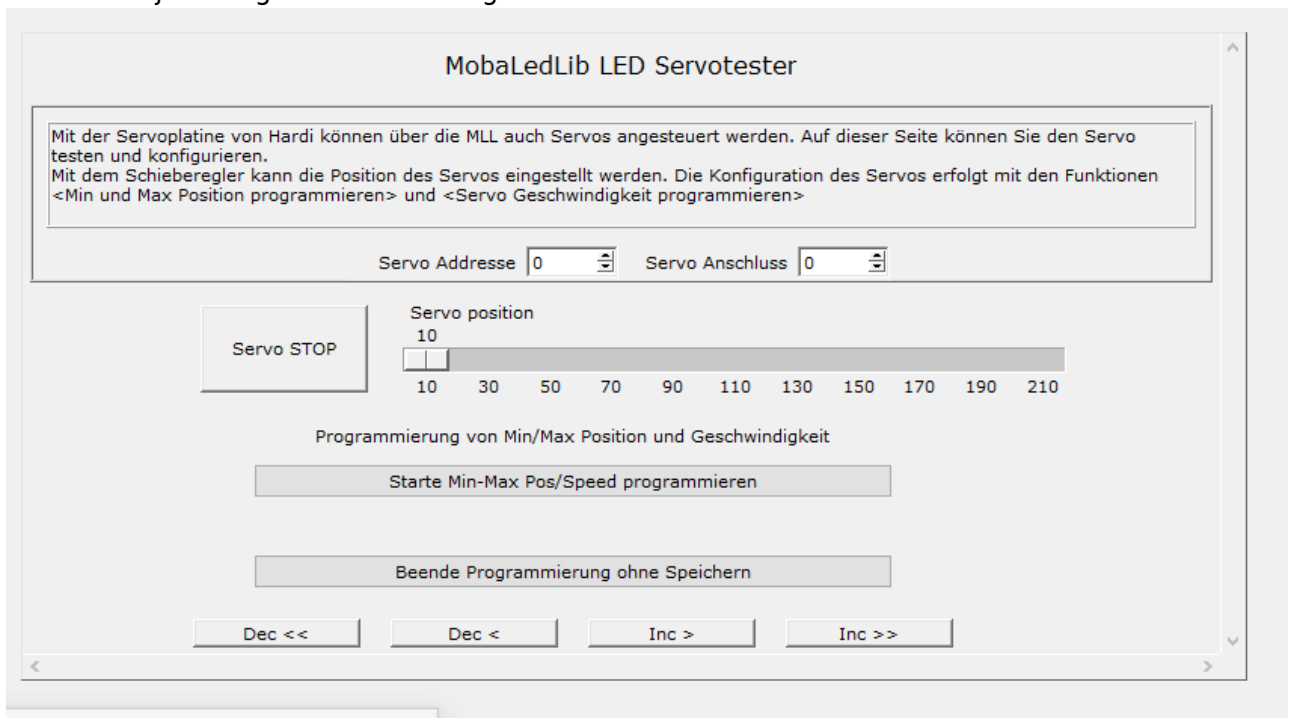 MobaLedLib LED Servotester
Mit der Servoplatine von Hardi können über die MLL auch Servos angesteuert werden. Auf dieser Seite können Sie den Servo
testen und konfigurieren.
Mit dem Schieberegler kann die Position des Servos eingestellt werden. Die Konfiguration des Servos erfolgt mit den Funktionen
<Min und Max Position programmieren> und <Servo Geschwindigkeit programmieren>
Servo Addresse 0 Servo Anschluss 0
Servo STOP
Servo position
10
10 30 50 70 90 110 130 150 170 190 210
Programmierung von Min/Max Position und Geschwindigkeit
Starte Min-Max Pos/Speed programmieren
Beende Programmierung ohne Speichern
Dec << Dec < Inc > Inc >>